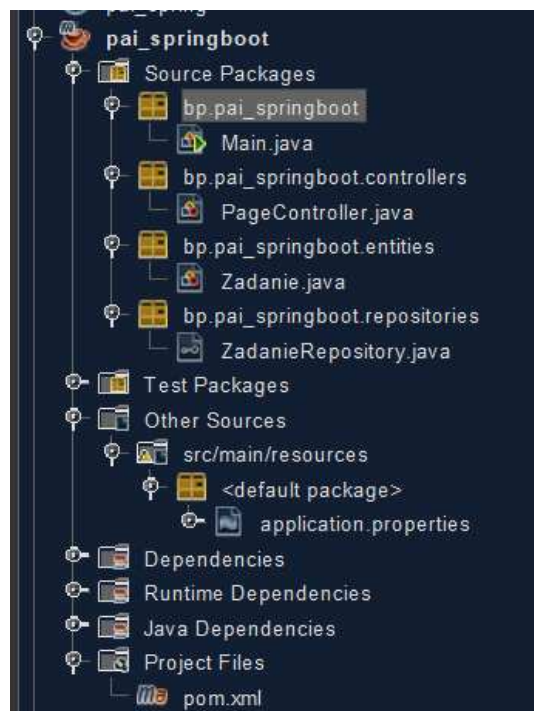 pai_spring
pai_springboot
Source Packages
bp.pai_springboot
Main.java
bp.pai_springboot.controllers
PageController.java
bp.pai_springboot.entities
Zadanie.java
bp.pai_springboot.repositories
ZadanieRepository.java
Test Packages
Other Sources
src/main/resources
<default package>
application.properties
Dependencies
Runtime Dependencies
Java Dependencies
Project Files
pom.xml